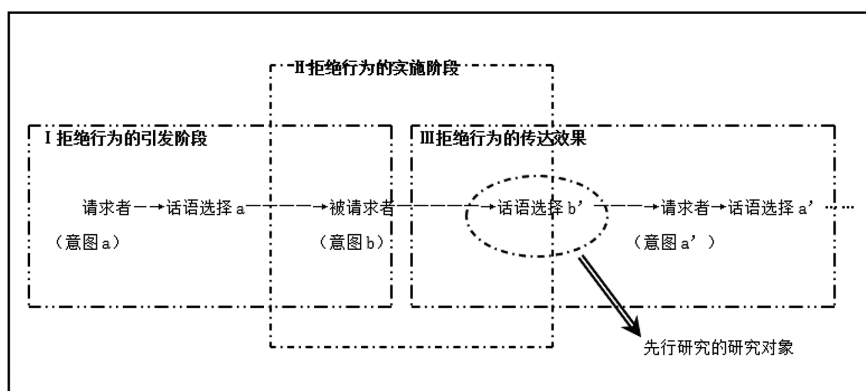 Ⅱ拒绝行为的实施阶段
Ⅰ拒绝行为的引发阶段
Ⅲ拒绝行为的传达效果
请求者 话语选择 a 被请求者 话语选择 b’ 请求者 话语选择 a’ ……
（意图a） （意图b） （意图a’）
先行研究的研究对象